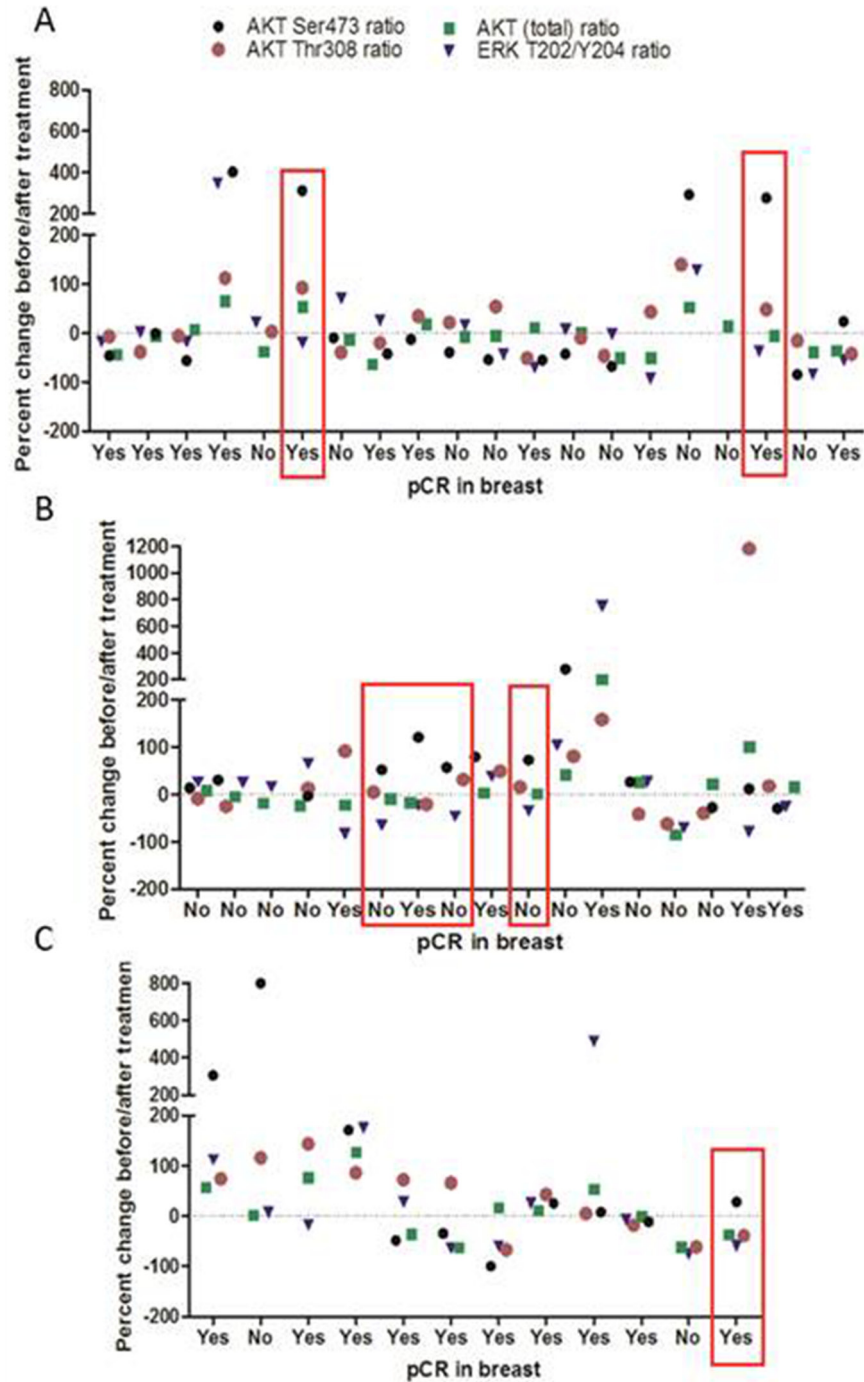 A
AKT Ser473 ratio AKT (total) ratio
AKT Thr308 ratio ERK T202/Y204 ratio
Percent change before/after treatment
800
600
400
200
200
100
0
-100
-200
Yes Yes Yes Yes No Yes No Yes Yes No No Yes No No Yes No No Yes No Yes
pCR in breast
B
Percent change before/after treatment
1200
1000
800
600
400
200
200
100
0
-100
-200
No No No No Yes No Yes No Yes No No Yes No No No Yes Yes
pCR in breast
C
Percent change before/after treatmen
800
600
400
200
200
100
0
-100
-200
Yes No Yes Yes Yes Yes Yes Yes Yes Yes No Yes
pCR in breast